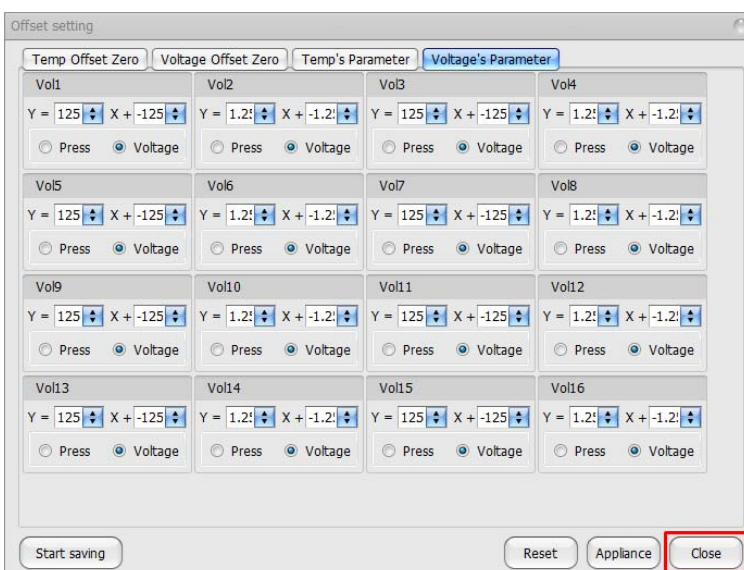 Offset setting
Temp Offset Zero Voltage Offset Zero Temp's Parameter Voltage's Parameter
Vol1 Vol2 Vol3 Vol4
Y = 125 X + -125 Y = 1.2 X + -1.2 Y = 125 X + -125 Y = 1.2 X + -1.2
Press Voltage Press Voltage Press Voltage Press Voltage
Vol5 Vol6 Vol7 Vol8
Y = 125 X + -125 Y = 1.2 X + -1.2 Y = 125 X + -125 Y = 1.2 X + -1.2
Press Voltage Press Voltage Press Voltage Press Voltage
Vol9 Vol10 Vol11 Vol12
Y = 125 X + -125 Y = 1.2 X + -1.2 Y = 125 X + -125 Y = 1.2 X + -1.2
Press Voltage Press Voltage Press Voltage Press Voltage
Vol13 Vol14 Vol15 Vol16
Y = 125 X + -125 Y = 1.2 X + -1.2 Y = 125 X + -125 Y = 1.2 X + -1.2
Press Voltage Press Voltage Press Voltage Press Voltage
Start saving Reset Appliance Close